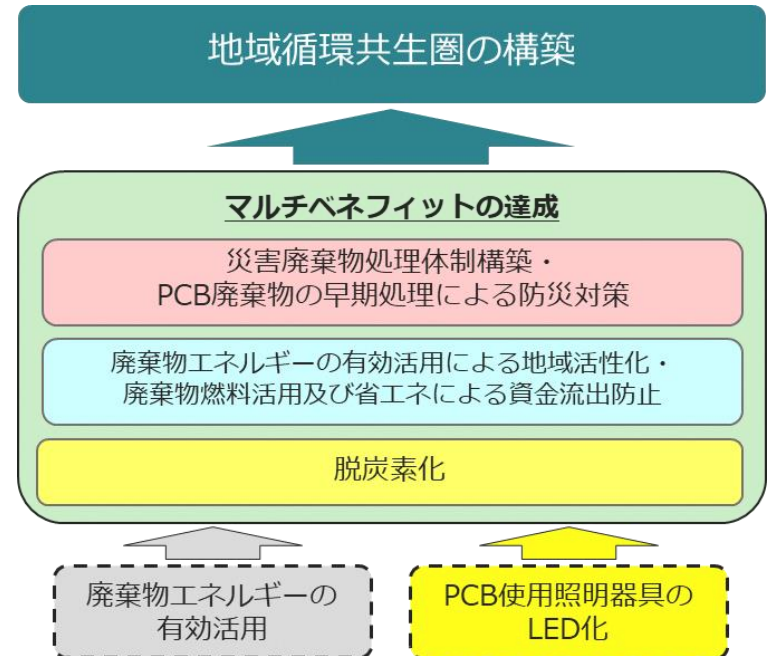 地域循環共生圏の構築
マルチベネフィットの達成
災害廃棄物処理体制構築・
PCB廃棄物の早期処理による防災対策
廃棄物エネルギーの有効活用による地域活性化・
廃棄物燃料活用及び省エネによる資金流出防止
脱炭素化
廃棄物エネルギーの
有効活用
PCB使用照明器具の
LED化